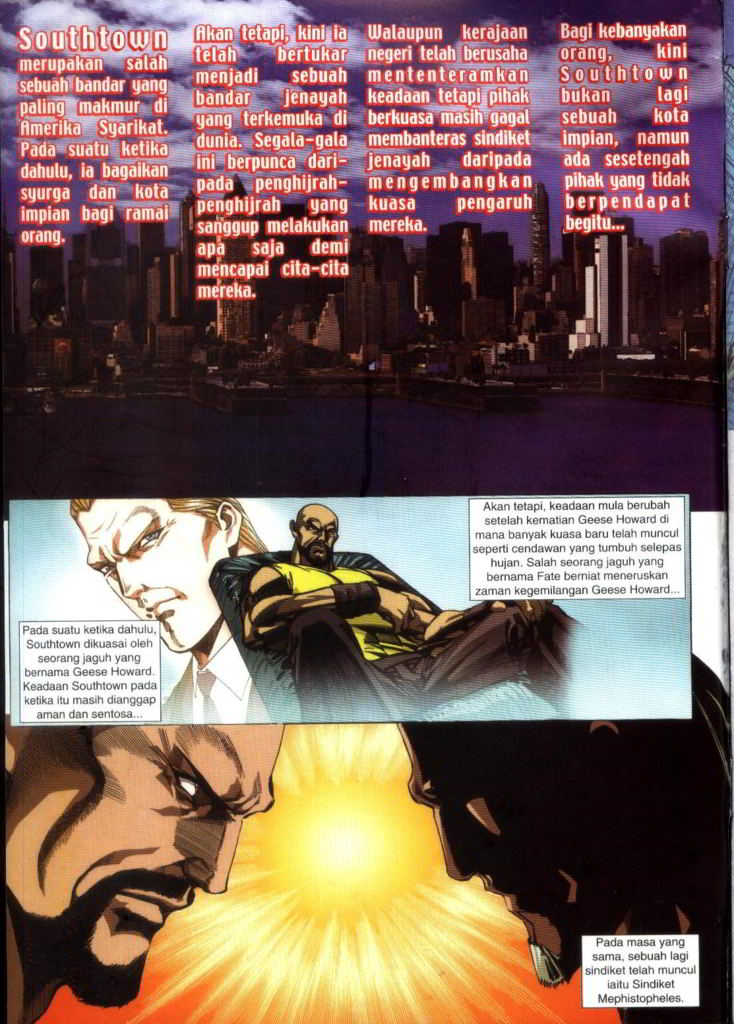 Southtown
merupakan salah
sebuah bandar yang
paling makmur di
Amerika Syarikat.
Pada suatu ketika
dahulu, ia bagaikan
syurga dan kota
impian bagi ramai
orang.
Akan tetapi, kini ia
telah bertukar
menjadi sebuah
bandar jenayah
yang terkemuka di
dunia. Segala-gala
ini berpunca dari-
pada penghijrah-
penghijrah yang
sanggup melakukan
apa saja demi
mencapai cita-cita
mereka.
Walaupun kerajaan
negeri telah berusaha
mententeramkan
keadaan tetapi pihak
berkuasa masih gagal
membanteras sindiket
jenayah daripada
mengembangkan
kuasa pengaruh
mereka.
Bagi kebanyakan
orang, kini
Southtown
bukan lagi
sebuah kota
impian, namun
ada sesetengah
pihak yang tidak
berpendapat
begitu...
Pada suatu ketika dahulu,
Southtown dikuasai oleh
seorang jaguh yang
bernama Geese Howard.
Keadaan Southtown pada
ketika itu masih dianggap
aman dan sentosa...
Akan tetapi, keadaan mula berubah
setelah kematian Geese Howard di
mana banyak kuasa baru telah muncul
seperti cendawan yang tumbuh selepas
hujan. Salah seorang jaguh yang
bernama Fate berniat meneruskan
zaman kegemilangan Geese Howard...
Pada masa yang
sama, sebuah lagi
sindiket telah muncul
iaitu Sindiket
Mephistopheles.